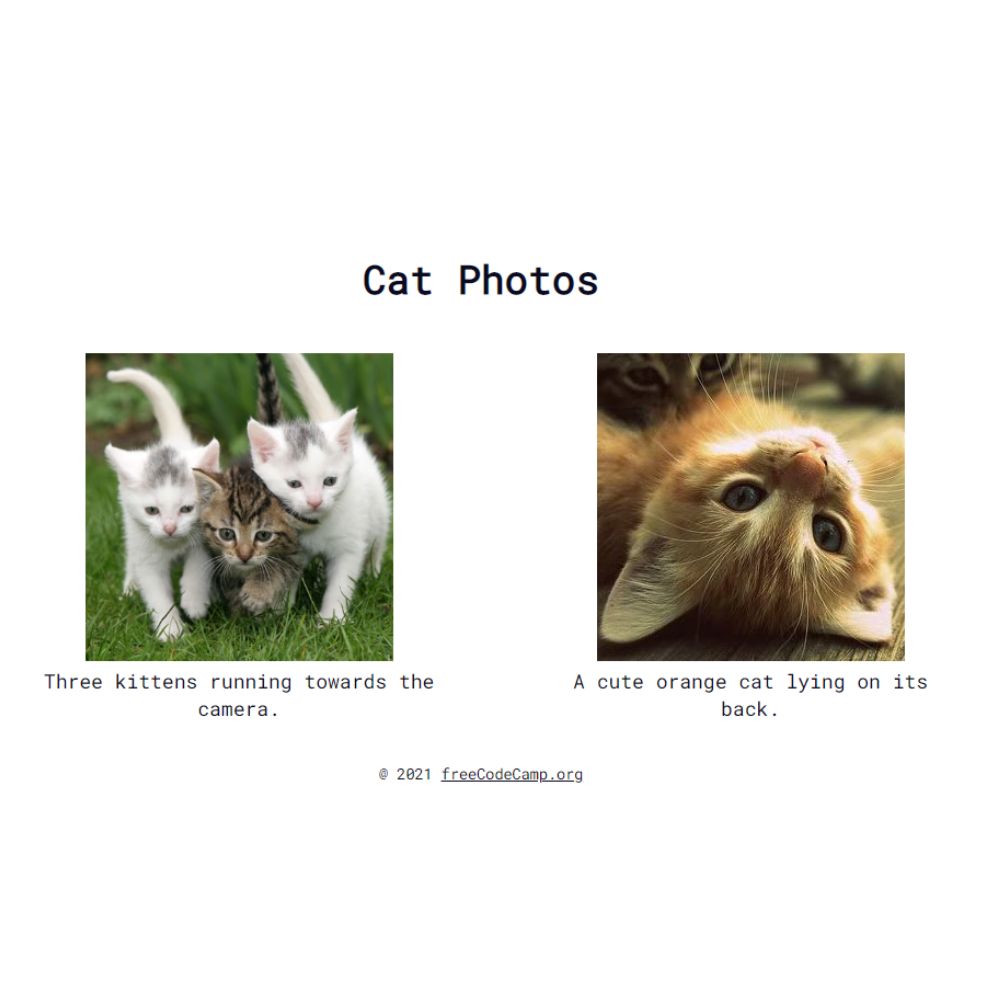 Cat Photos
Three kittens running towards the
camera.
A cute orange cat lying on its
back.
@ 2021 freeCodeCamp.org